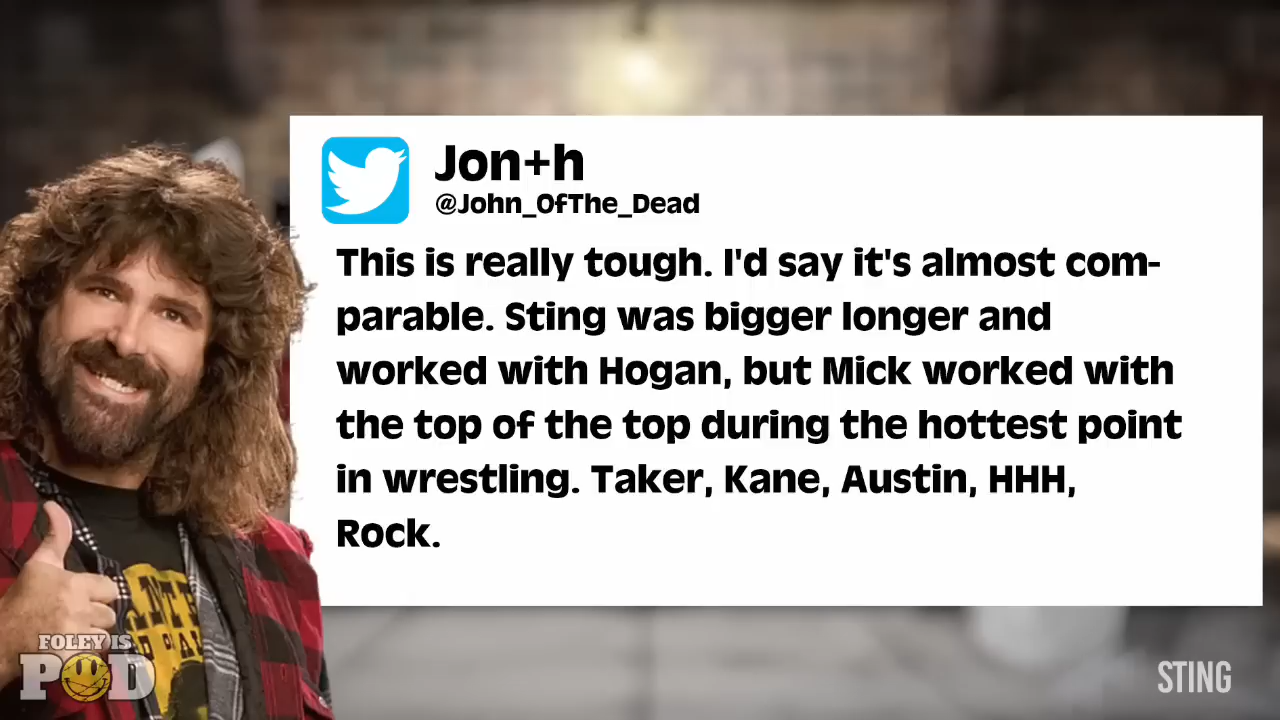 Jon+h
@John_OfThe_Dead
This is really tough. I'd say it's almost com-
parable. Sting was bigger longer and
worked with Hogan, but Mick worked with
the top of the top during the hottest point
in wrestling. Taker, Kane, Austin, HHH,
Rock.
FOLEY IS
POD
STING